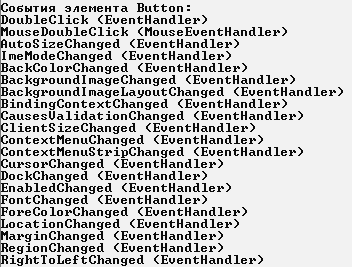 События элемента Button:
DoubleClick (EventHandler)
MouseDoubleClick (MouseEventHandler)
AutoSizeChanged (EventHandler)
ImeModeChanged (EventHandler)
BackColorChanged (EventHandler)
BackgroundImageChanged (EventHandler)
BackgroundImageLayoutChanged (EventHandler)
BindingContextChanged (EventHandler)
CausesValidationChanged (EventHandler)
ClientSizeChanged (EventHandler)
ContextMenuChanged (EventHandler)
ContextMenuStripChanged (EventHandler)
CursorChanged (EventHandler)
DockChanged (EventHandler)
EnabledChanged (EventHandler)
FontChanged (EventHandler)
ForeColorChanged (EventHandler)
LocationChanged (EventHandler)
MarginChanged (EventHandler)
RegionChanged (EventHandler)
RightToLeftChanged (EventHandler)